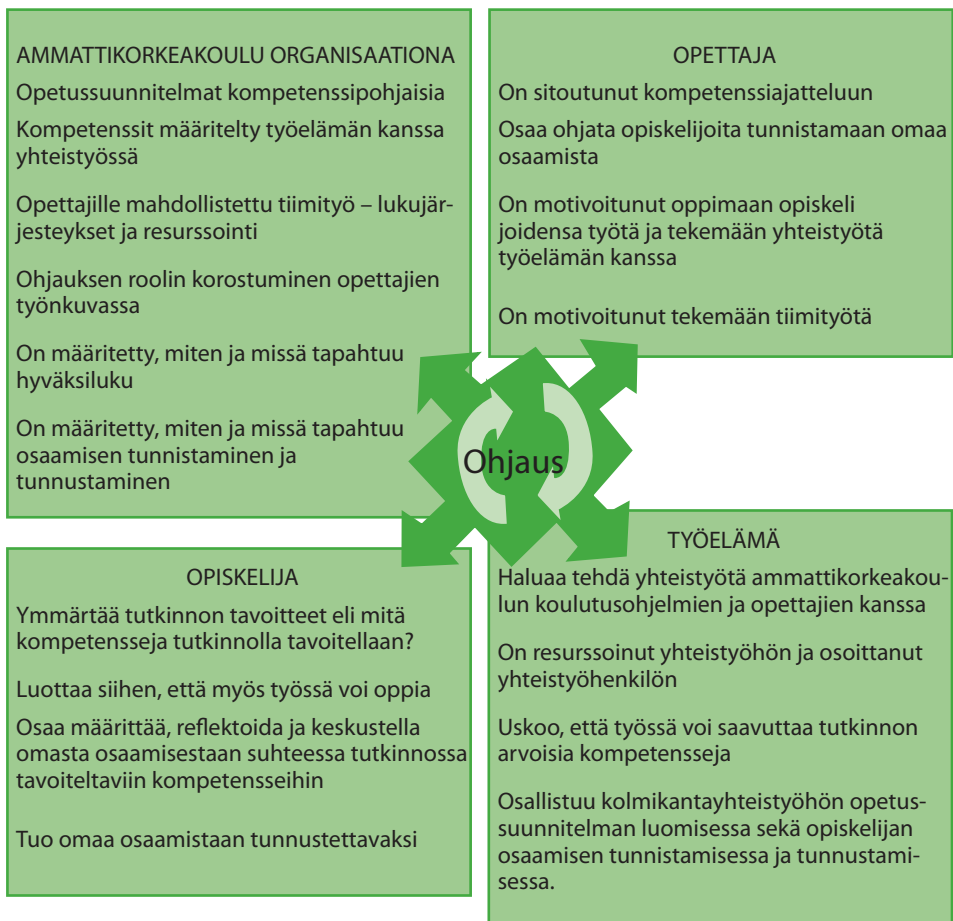 AMMATTIKORKEAKOULU ORGANISAATIONA
Opetussuunnitelmat kompetenssipohjaisia
Kompetenssit määritelty työelämän kanssa
yhteistyössä
Opettajille mahdollistettu tiimityö – lukujär-
jesteykset ja resurssointi
Ohjauksen roolin korostuminen opettajien
työnkuvassa
On määritetty, miten ja missä tapahtuu
hyväksiluku
On määritetty, miten ja missä tapahtuu
osaamisen tunnistaminen ja
tunnustaminen
OPETTAJA
On sitoutunut kompetenssiajatteluun
Osaa ohjata opiskelijoita tunnistamaan omaa
osaamista
On motivoitunut oppimaan opiskeli
joidensa työtä ja tekemään yhteistyötä
työelämän kanssa
On motivoitunut tekemään tiimityötä
Ohjaus
OPISKELIJA
Ymmärtää tutkinnon tavoitteet eli mitä
kompetensseja tutkinnolla tavoitellaan?
Luottaa siihen, että myös työssä voi oppia
Osaa määrittää, reflektoida ja keskustella
omasta osaamisestaan suhteessa tutkinnossa
tavoiteltaviin kompetensseihin
Tuo omaa osaamistaan tunnustettavaksi
TYÖELÄMÄ
Haluaa tehdä yhteistyötä ammattikorkeakou-
lun koulutusohjelmien ja opettajien kanssa
On resurssoinut yhteistyöhön ja osoittanut
yhteistyöhenkilön
Uskoo, että työssä voi saavuttaa tutkinnon
arvoisia kompetensseja
Osallistuu kolmikantayhteistyöhön opetus-
suunnitelman luomisessa sekä opiskelijan
osaamisen tunnistamisessa ja tunnustami-
sessa.